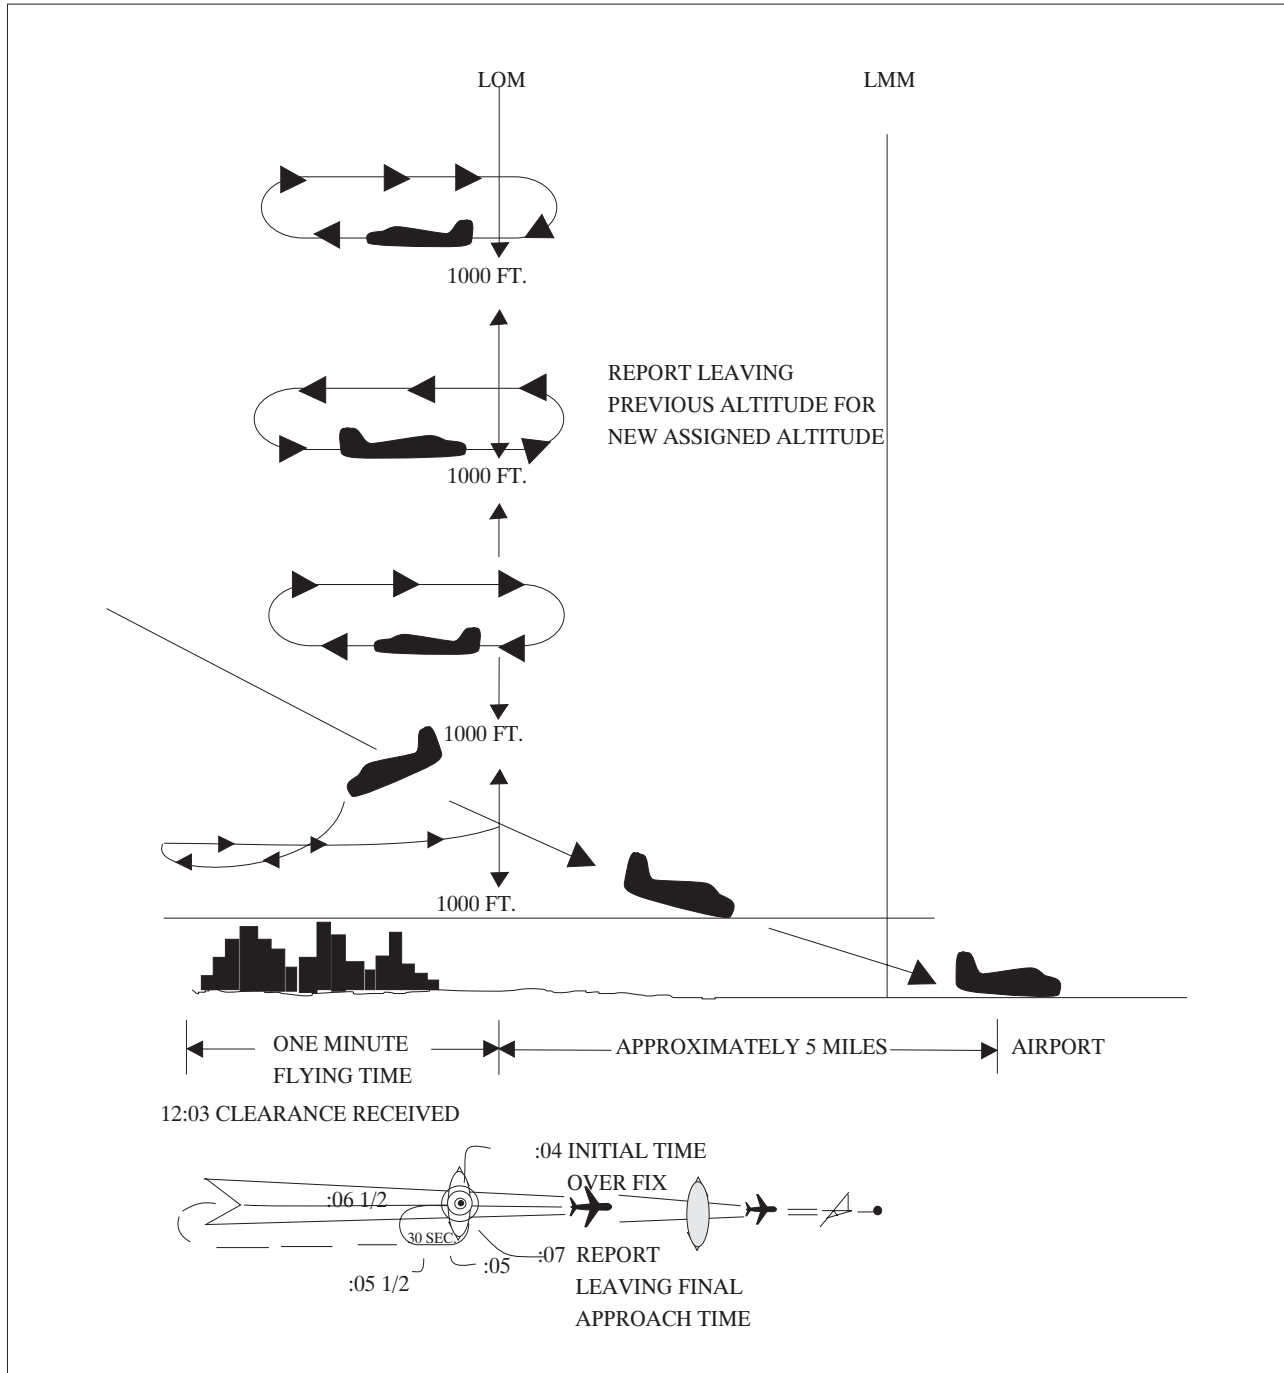 LOM
LMM
1000 FT.
REPORT LEAVING
PREVIOUS ALTITUDE FOR
NEW ASSIGNED ALTITUDE
1000 FT.
1000 FT.
1000 FT.
ONE MINUTE
FLYING TIME
APPROXIMATELY 5 MILES
AIRPORT
12:03 CLEARANCE RECEIVED
:04 INITIAL TIME
OVER FIX
:06 1/2
30 SEC.
:05
:05 1/2
:07 REPORT
LEAVING FINAL
APPROACH TIME